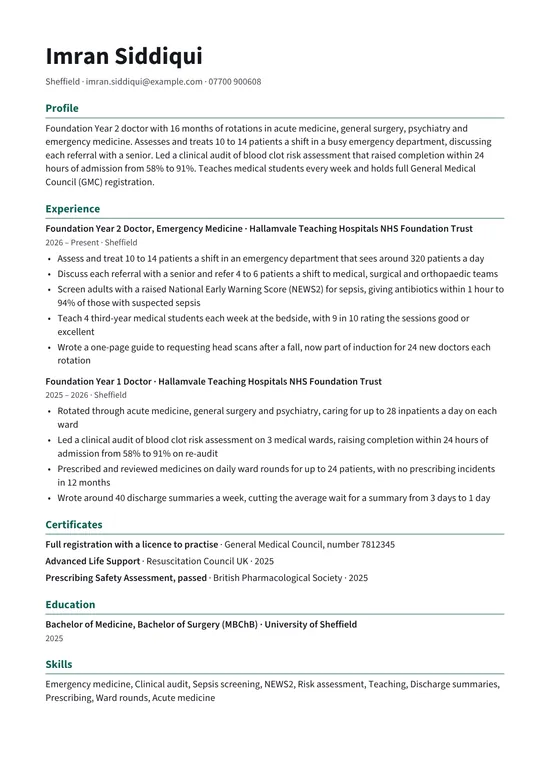 Imran Siddiqui
Sheffield · imran.siddiqui@example.com · 07700 900608
Profile
Foundation Year 2 doctor with 16 months of rotations in acute medicine, general surgery, psychiatry and
emergency medicine. Assesses and treats 10 to 14 patients a shift in a busy emergency department, discussing
each referral with a senior. Led a clinical audit of blood clot risk assessment that raised completion within 24
hours of admission from 58% to 91%. Teaches medical students every week and holds full General Medical
Council (GMC) registration.
Experience
Foundation Year 2 Doctor, Emergency Medicine · Hallamvale Teaching Hospitals NHS Foundation Trust
2026 – Present · Sheffield
• Assess and treat 10 to 14 patients a shift in an emergency department that sees around 320 patients a day
• Discuss each referral with a senior and refer 4 to 6 patients a shift to medical, surgical and orthopaedic teams
• Screen adults with a raised National Early Warning Score (NEWS2) for sepsis, giving antibiotics within 1 hour to
94% of those with suspected sepsis
• Teach 4 third-year medical students each week at the bedside, with 9 in 10 rating the sessions good or
excellent
• Wrote a one-page guide to requesting head scans after a fall, now part of induction for 24 new doctors each
rotation
Foundation Year 1 Doctor · Hallamvale Teaching Hospitals NHS Foundation Trust
2025 – 2026 · Sheffield
• Rotated through acute medicine, general surgery and psychiatry, caring for up to 28 inpatients a day on each
ward
• Led a clinical audit of blood clot risk assessment on 3 medical wards, raising completion within 24 hours of
admission from 58% to 91% on re-audit
• Prescribed and reviewed medicines on daily ward rounds for up to 24 patients, with no prescribing incidents
in 12 months
• Wrote around 40 discharge summaries a week, cutting the average wait for a summary from 3 days to 1 day
Certificates
Full registration with a licence to practise · General Medical Council, number 7812345
Advanced Life Support · Resuscitation Council UK · 2025
Prescribing Safety Assessment, passed · British Pharmacological Society · 2025
Education
Bachelor of Medicine, Bachelor of Surgery (MBChB) · University of Sheffield
2025
Skills
Emergency medicine, Clinical audit, Sepsis screening, NEWS2, Risk assessment, Teaching, Discharge summaries,
Prescribing, Ward rounds, Acute medicine